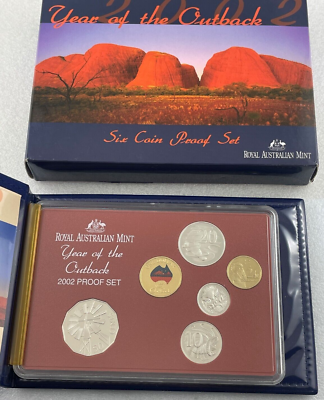 2002
Year of the Outback
Six Coin Proof Set
ROYAL AUSTRALIAN MINT
ROYAL AUSTRALIAN MINT
Year of the
Outback
2002 PROOF SET
20
10